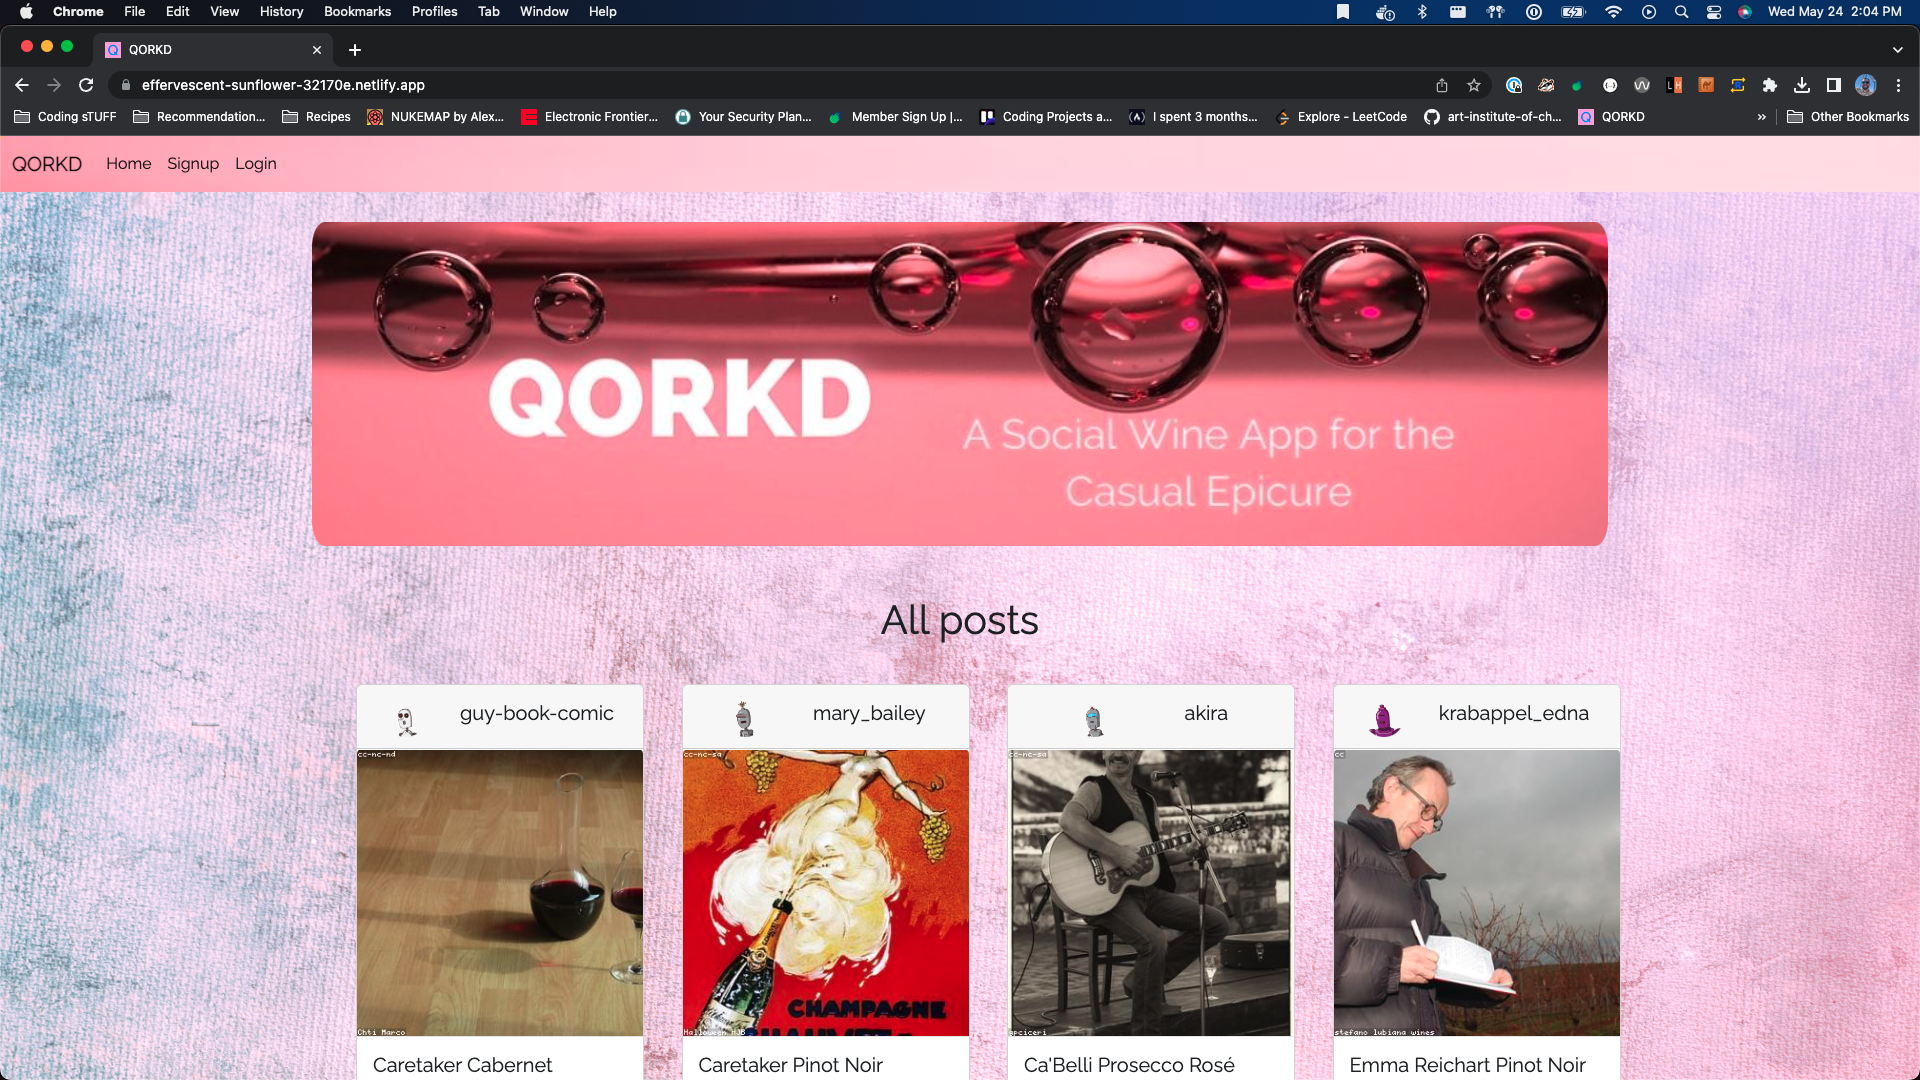 Chrome File Edit View History Bookmarks Profiles Tab Window Help Wed May 24 2:04 PM
QORKD
effervescent-sunflower-32170e.netlify.app
Coding sTUFF Recommendation... Recipes NUKEMAP by Alex... Electronic Frontier... Your Security Plan... Member Sign Up |... Coding Projects a... I spent 3 months... Explore - LeetCode art-institute-of-ch... QORKD » Other Bookmarks
QORKD Home Signup Login
QORKD
A Social Wine App for the
Casual Epicure
All posts
guy-book-comic mary_bailey akira krabappel_edna
cc-nc-nd cc-nc-sa cc-nc-sa cc
CHAMPAGNE
Chti Marco Halloween HJB apciceri stefano lubiana wines
Caretaker Cabernet Caretaker Pinot Noir Ca'Belli Prosecco Rosé Emma Reichart Pinot Noir